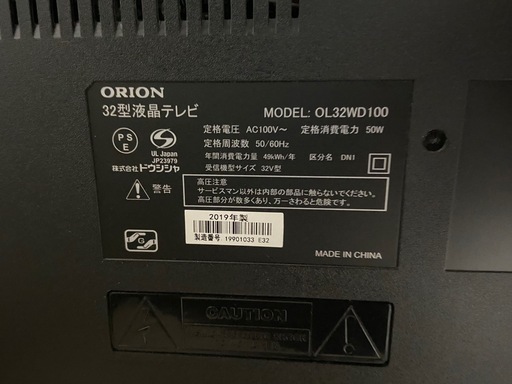 ORION
32型液晶テレビ
MODEL: OL32WD100
定格電圧 AC100V～ 定格消費電力 50W
定格周波数 50/60Hz
年間消費電力量 49kWh/年 区分名 DN1
受信機型サイズ 32V型
P S E
UL Japan
JP23979
株式会社ドウシシャ
警告
高圧注意
サービスマン以外は内部の部品に触らないでください。
高圧部分が数多くあり、万一さわると危険です。
2019年製
製造番号 19901033 E32
MADE IN CHINA
CAUTION